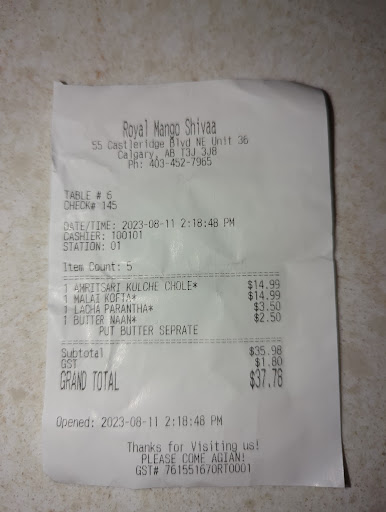 Royal Mango Shivaa
55 Castleridge Blvd NE Unit 36
Calgary, AB T3J 3J8
Ph: 403-452-7965
TABLE # 6
CHECK# 145
DATE/TIME: 2023-08-11 2:18:48 PM
CASHIER: 100101
STATION: 01
Item Count: 5
1 AMRITSARI KULCHE CHOLE* $14.99
1 MALAI KOFTA* $14.99
1 LACHA PARANTHA* $3.50
1 BUTTER NAAN* $2.50
PUT BUTTER SEPRATE
Subtotal $35.98
GST $1.80
GRAND TOTAL $37.78
Opened: 2023-08-11 2:18:48 PM
Thanks for Visiting us!
PLEASE COME AGIAN!
GST# 761551670RT0001